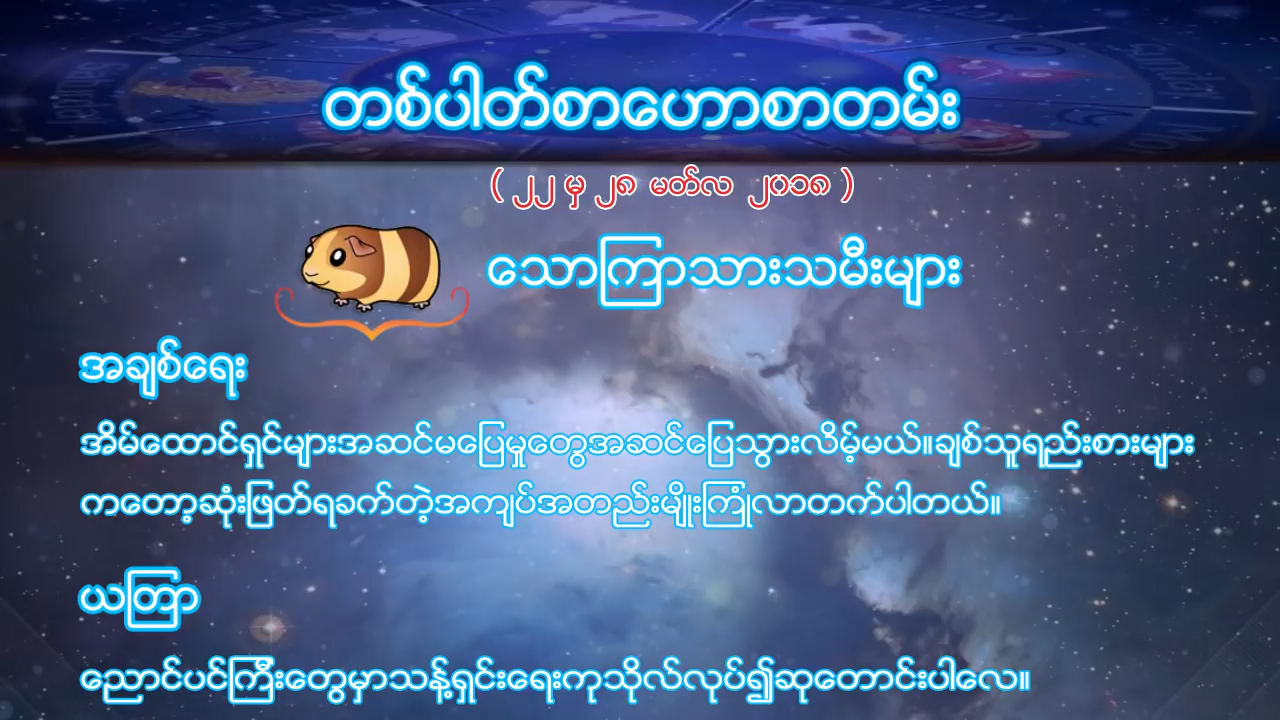 တစ်ပါတ်စာဟောစာတမ်း
( ၂၂ မှ ၂၈ မတ်လ ၂၀၁၈ )
သောကြာသားသမီးများ
အချစ်ရေး
အိမ်ထောင်ရှင်များအဆင်မပြေမှုတွေအဆင်ပြေသွားလိမ့်မယ်။ချစ်သူရည်းစားများ
ကတော့ဆုံးဖြတ်ရခက်တဲ့အကျပ်အတည်းမျိုးကြုံလာတက်ပါတယ်။
ယတြာ
ညောင်ပင်ကြီးတွေမှာသန့်ရှင်းရေးကုသိုလ်လုပ်၍ဆုတောင်းပါလေ။